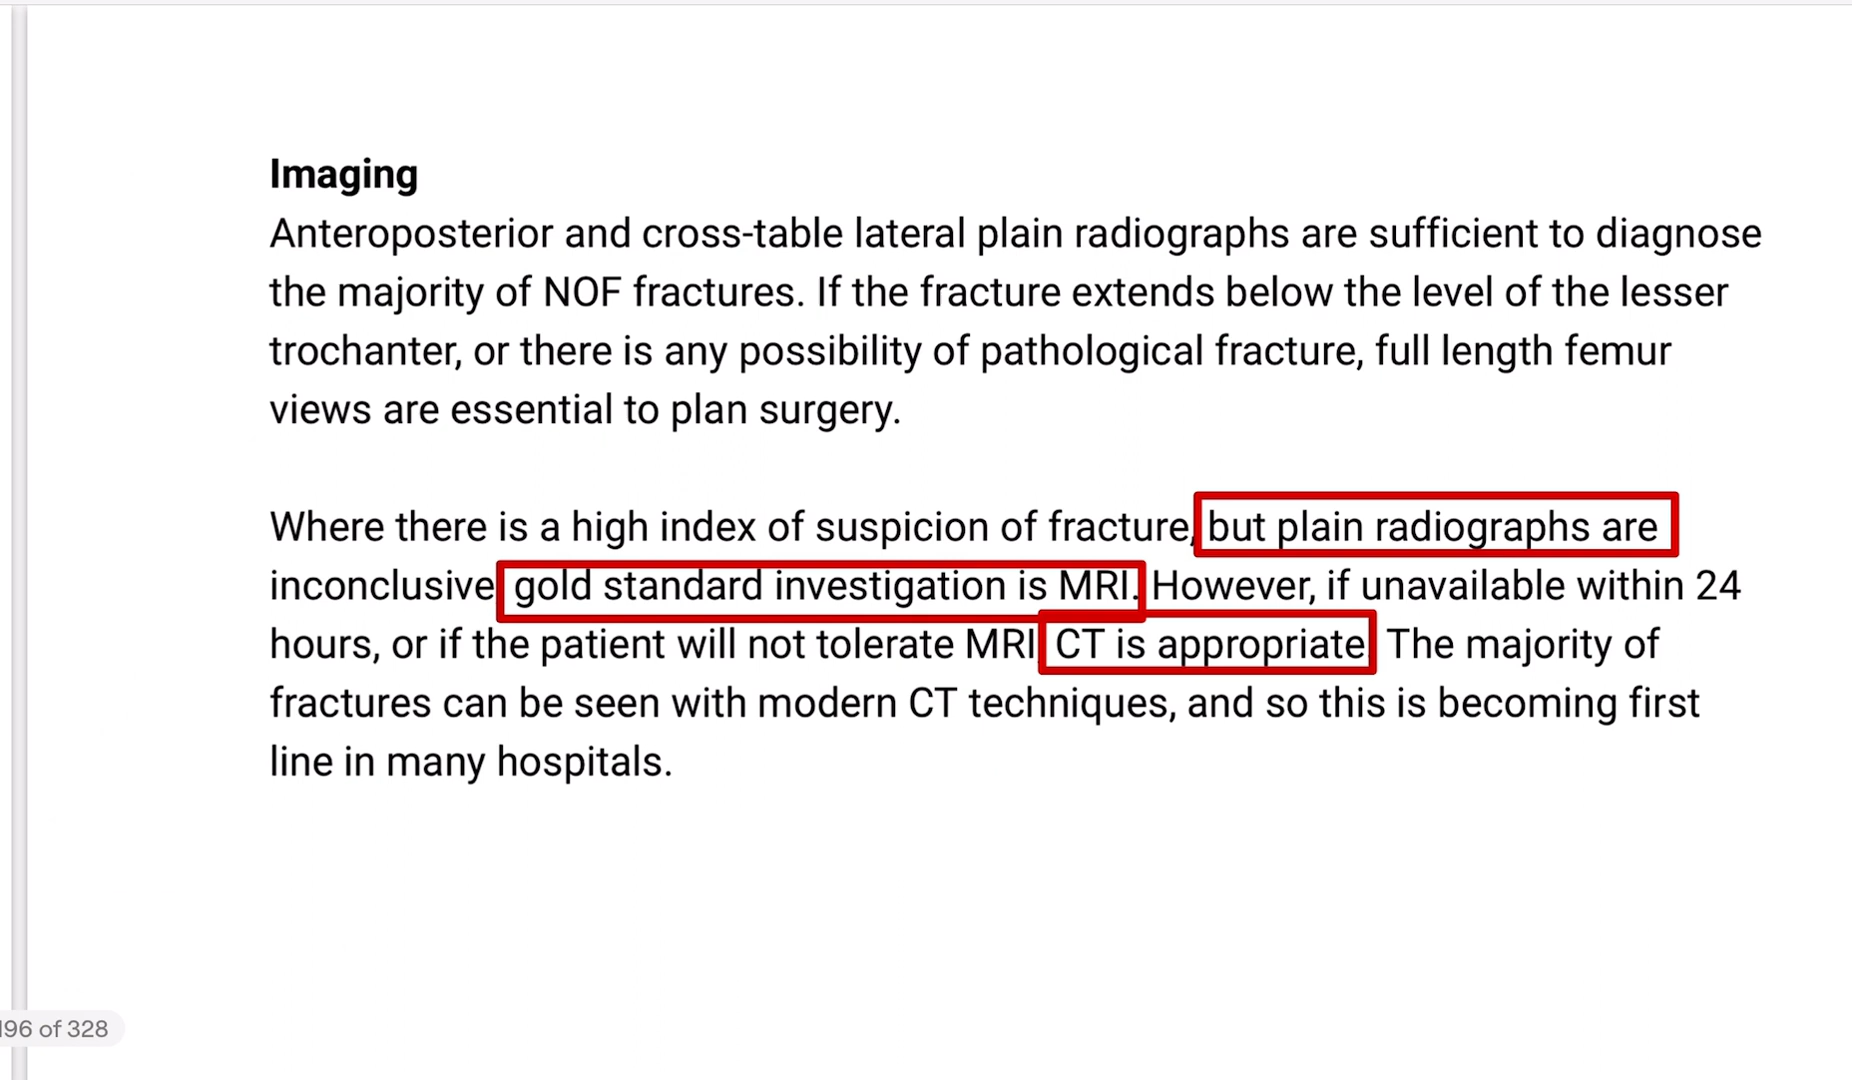 Imaging
Anteroposterior and cross-table lateral plain radiographs are sufficient to diagnose
the majority of NOF fractures. If the fracture extends below the level of the lesser
trochanter, or there is any possibility of pathological fracture, full length femur
views are essential to plan surgery.
Where there is a high index of suspicion of fracture, but plain radiographs are
inconclusive gold standard investigation is MRI. However, if unavailable within 24
hours, or if the patient will not tolerate MRI, CT is appropriate. The majority of
fractures can be seen with modern CT techniques, and so this is becoming first
line in many hospitals.
196 of 328